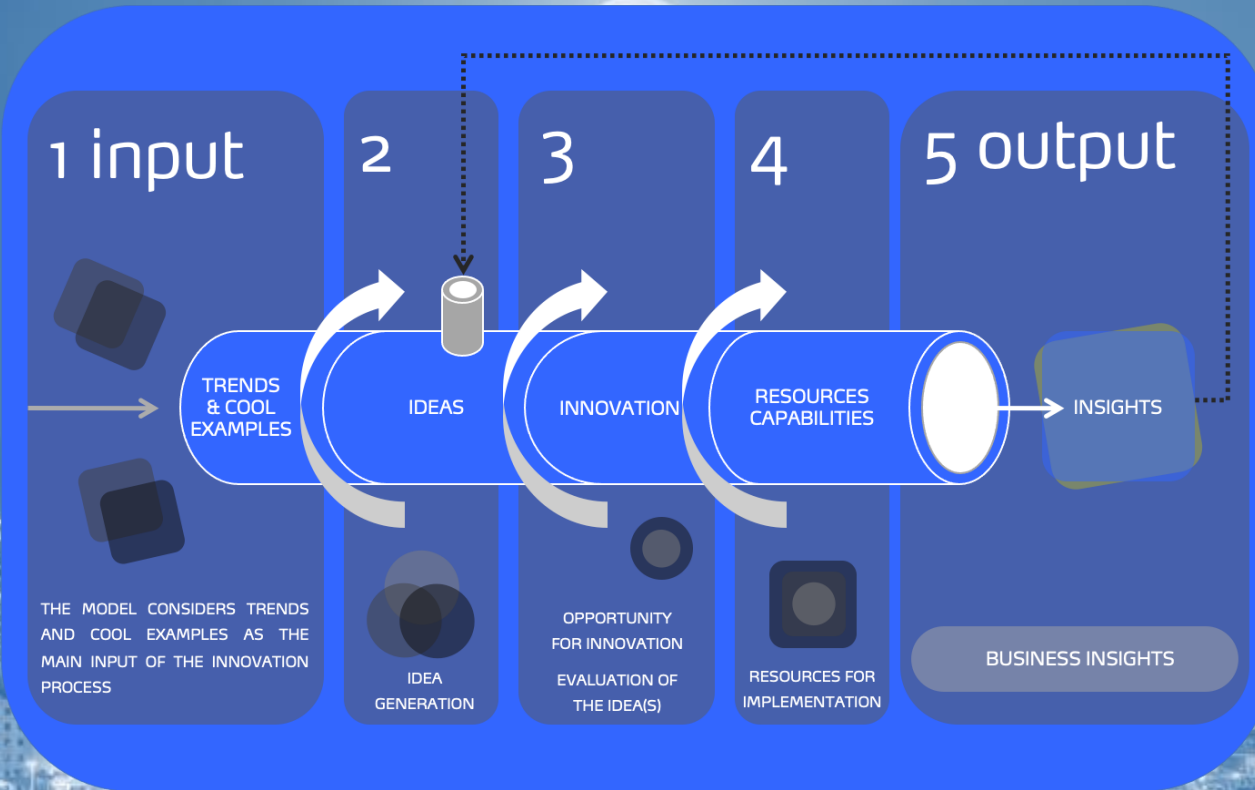 1 input
2
3
4
5 output
TRENDS
& COOL
EXAMPLES
IDEAS
INNOVATION
RESOURCES
CAPABILITIES
INSIGHTS
THE MODEL CONSIDERS TRENDS
AND COOL EXAMPLES AS THE
MAIN INPUT OF THE INNOVATION
PROCESS
IDEA
GENERATION
OPPORTUNITY
FOR INNOVATION
EVALUATION OF
THE IDEA(S)
RESOURCES FOR
IMPLEMENTATION
BUSINESS INSIGHTS